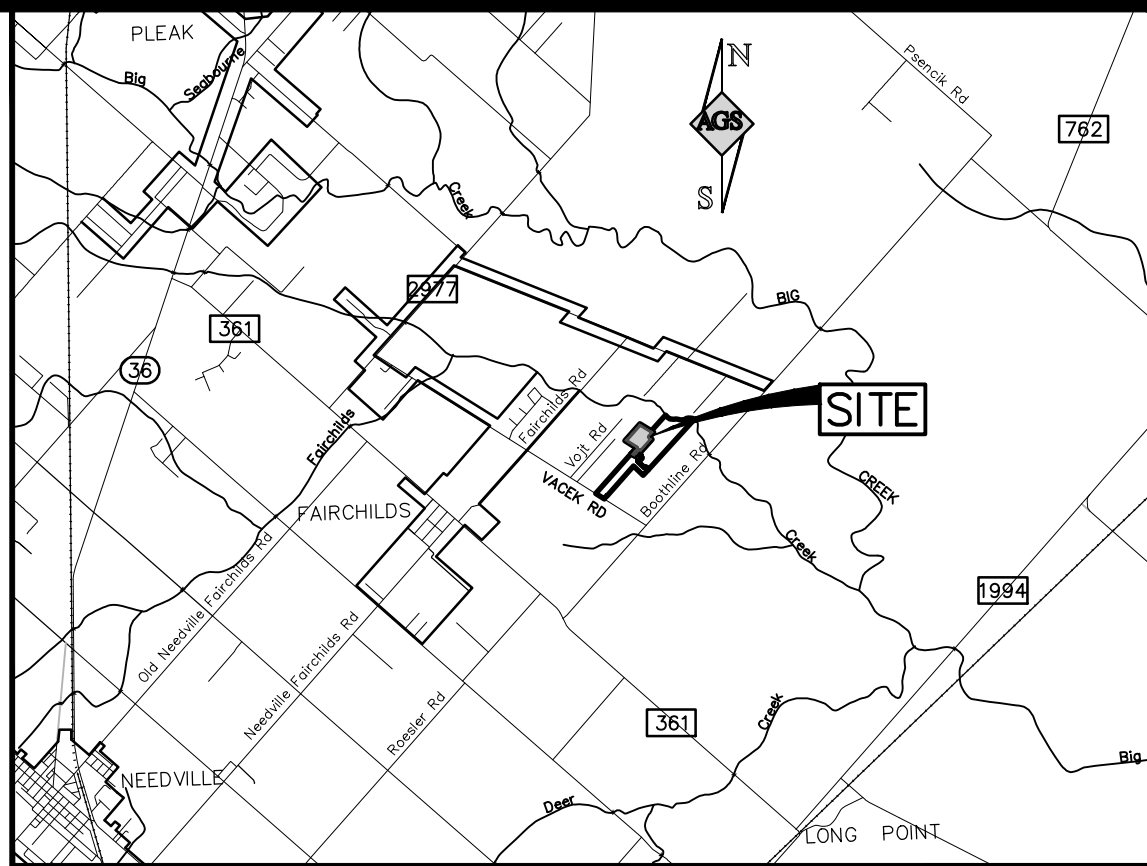 PLEAK
Big
Seabourne
N
AGS
S
Psencik Rd
762
Creek
2977
361
36
BIG
SITE
Fairchilds
Fairchilds Rd
Vojt Rd
VACEK RD
Boothline Rd
CREEK
FAIRCHILDS
Creek
1994
Old Needville Fairchilds Rd
Needville Fairchilds Rd
Roesler Rd
361
Creek
Big
NEEDVILLE
Deer
LONG POINT